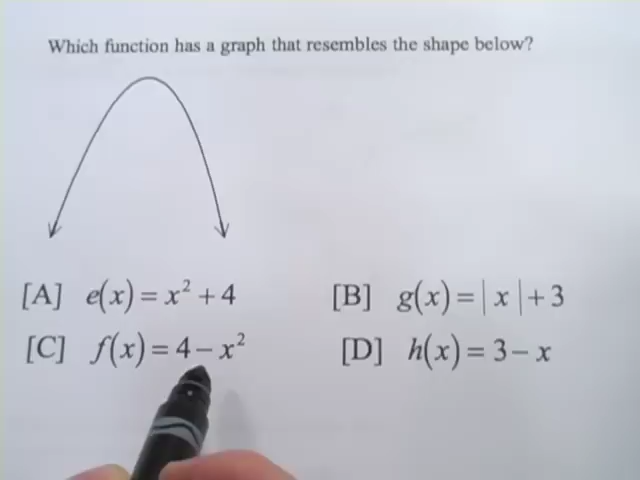 Which function has a graph that resembles the shape below?
[A] e(x) = x² + 4 [B] g(x) = | x | + 3
[C] f(x) = 4 − x² [D] h(x) = 3 − x